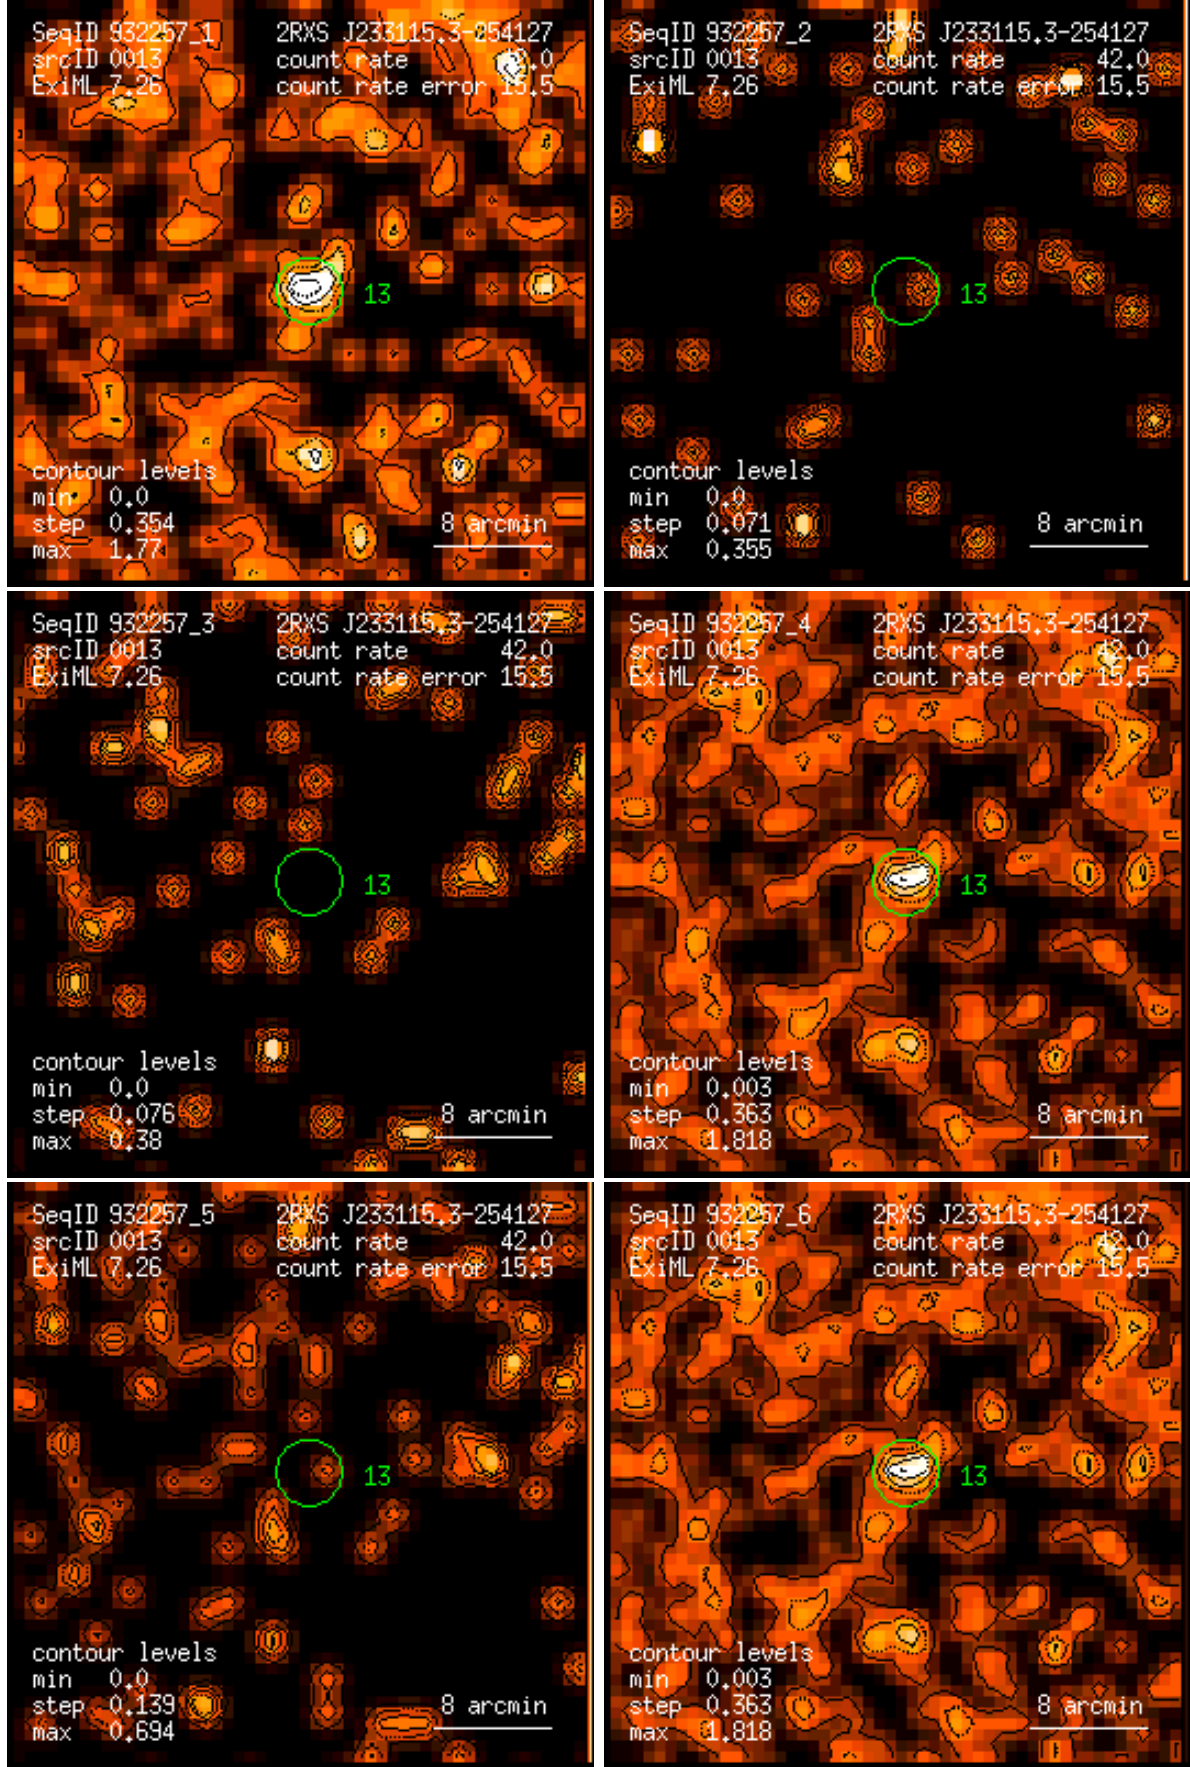 SeqID 932257_1 2RXS J233115.3-254127
srcID 0013 count rate 42.0
ExiML 7.26 count rate error 15.5
13
contour levels
min 0.0
step 0.354
max 1.77
8 arcmin
SeqID 932257_2 2RXS J233115.3-254127
srcID 0013 count rate 42.0
ExiML 7.26 count rate error 15.5
13
contour levels
min 0.0
step 0.071
max 0.355
8 arcmin
SeqID 932257_3 2RXS J233115.3-254127
srcID 0013 count rate 42.0
ExiML 7.26 count rate error 15.5
13
contour levels
min 0.0
step 0.076
max 0.38
8 arcmin
SeqID 932257_4 2RXS J233115.3-254127
srcID 0013 count rate 42.0
ExiML 7.26 count rate error 15.5
13
contour levels
min 0.003
step 0.363
max 1.818
8 arcmin
SeqID 932257_5 2RXS J233115.3-254127
srcID 0013 count rate 42.0
ExiML 7.26 count rate error 15.5
13
contour levels
min 0.0
step 0.139
max 0.694
8 arcmin
SeqID 932257_6 2RXS J233115.3-254127
srcID 0013 count rate 42.0
ExiML 7.26 count rate error 15.5
13
contour levels
min 0.003
step 0.363
max 1.818
8 arcmin